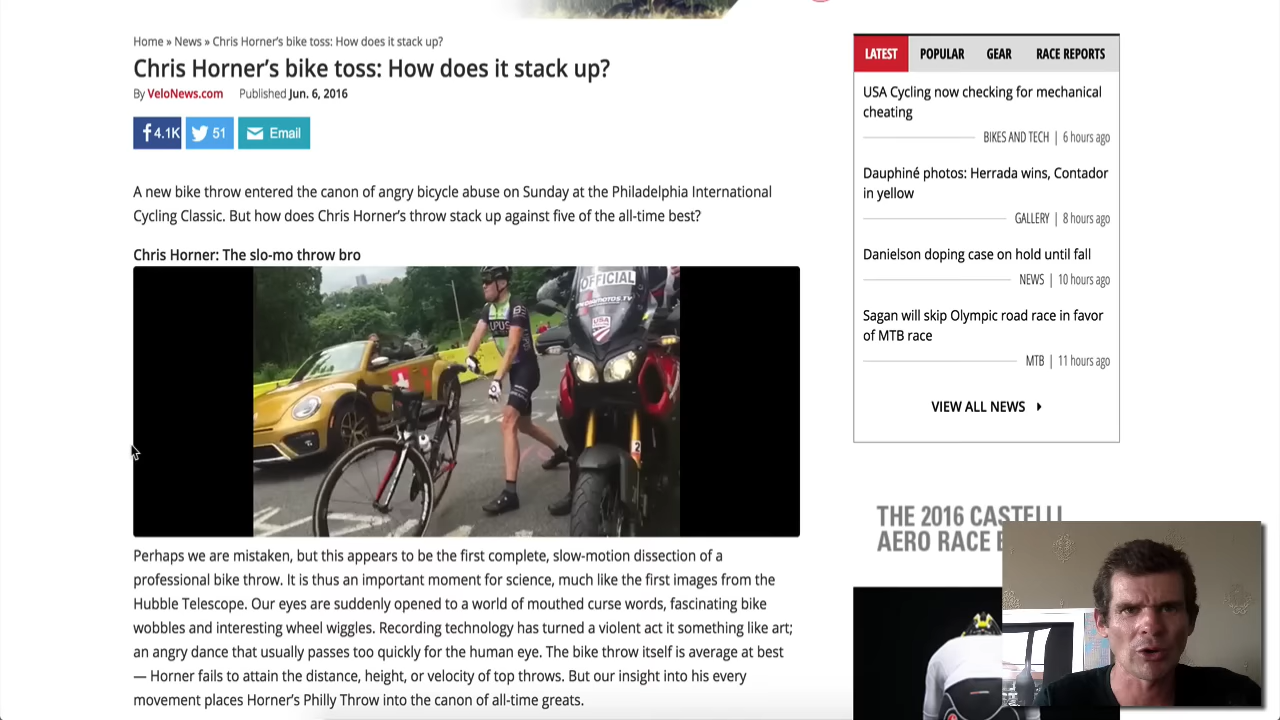 Home » News » Chris Horner's bike toss: How does it stack up?
Chris Horner's bike toss: How does it stack up?
By VeloNews.com Published Jun. 6, 2016
4.1K 51 Email
A new bike throw entered the canon of angry bicycle abuse on Sunday at the Philadelphia International
Cycling Classic. But how does Chris Horner's throw stack up against five of the all-time best?
Chris Horner: The slo-mo throw bro
OFFICIAL
USA
2
Perhaps we are mistaken, but this appears to be the first complete, slow-motion dissection of a
professional bike throw. It is thus an important moment for science, much like the first images from the
Hubble Telescope. Our eyes are suddenly opened to a world of mouthed curse words, fascinating bike
wobbles and interesting wheel wiggles. Recording technology has turned a violent act it something like art;
an angry dance that usually passes too quickly for the human eye. The bike throw itself is average at best
— Horner fails to attain the distance, height, or velocity of top throws. But our insight into his every
movement places Horner's Philly Throw into the canon of all-time greats.
LATEST POPULAR GEAR RACE REPORTS
USA Cycling now checking for mechanical
cheating
BIKES AND TECH | 6 hours ago
Dauphiné photos: Herrada wins, Contador
in yellow
GALLERY | 8 hours ago
Danielson doping case on hold until fall
NEWS | 10 hours ago
Sagan will skip Olympic road race in favor
of MTB race
MTB | 11 hours ago
VIEW ALL NEWS
THE 2016 CASTELLI
AERO RACE